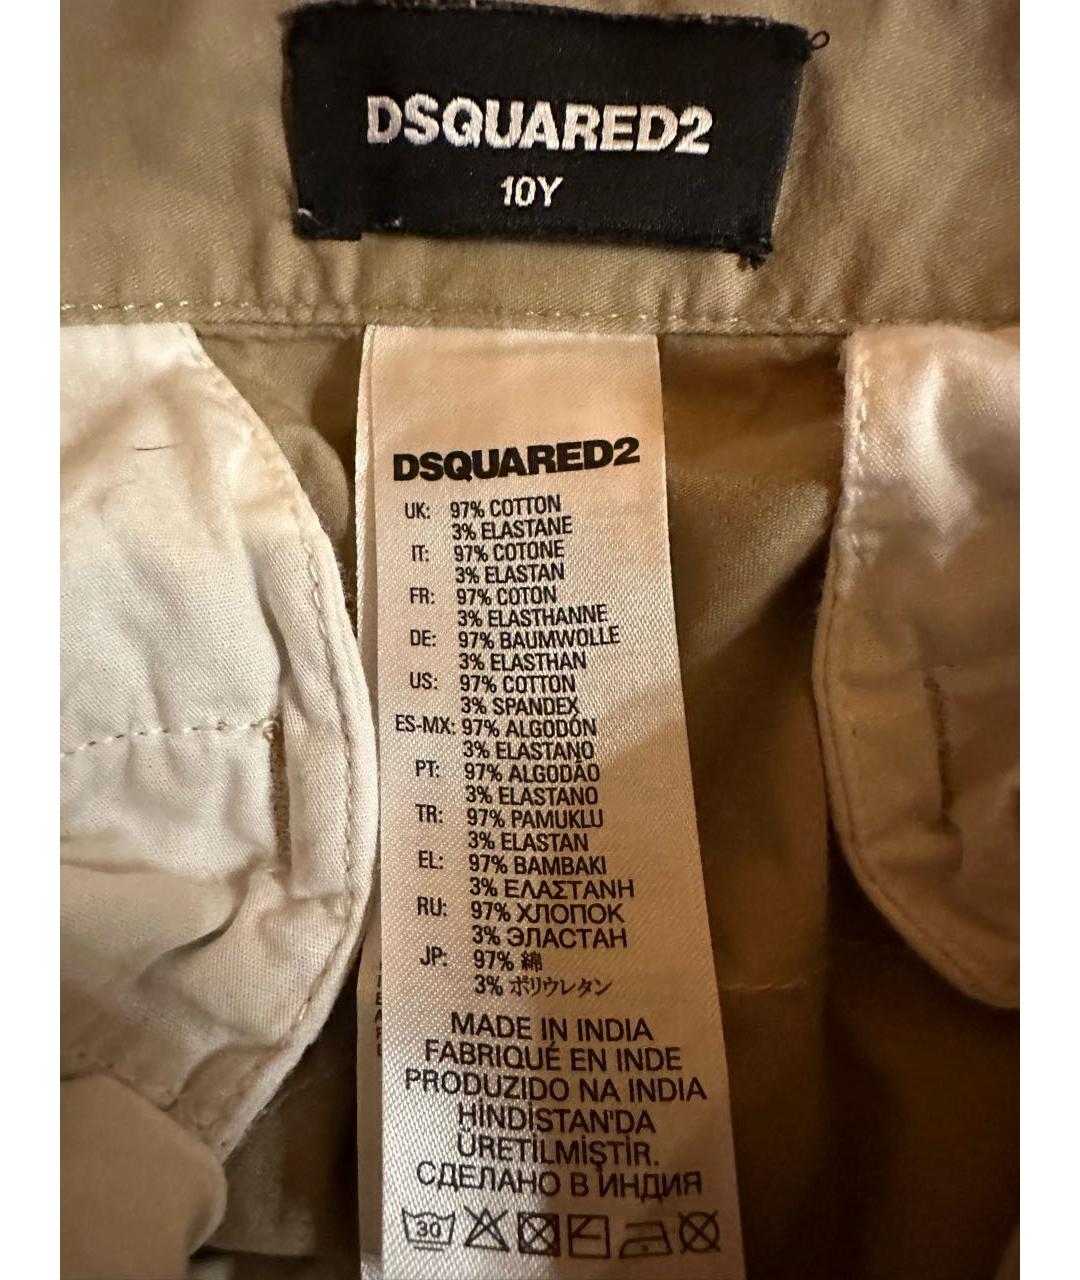 DSQUARED2
10Y
DSQUARED2
UK: 97% COTTON
3% ELASTANE
IT: 97% COTONE
3% ELASTAN
FR: 97% COTON
3% ELASTHANNE
DE: 97% BAUMWOLLE
3% ELASTHAN
US: 97% COTTON
3% SPANDEX
ES-MX: 97% ALGODÓN
3% ELASTANO
PT: 97% ALGODÃO
3% ELASTANO
TR: 97% PAMUKLU
3% ELASTAN
EL: 97% ΒΑΜΒΑΚΙ
3% ΕΛΑΣΤΑΝΗ
RU: 97% ХЛОПОК
3% ЭЛАСТАН
JP: 97% 綿
3% ポリウレタン
MADE IN INDIA
FABRIQUÉ EN INDE
PRODUZIDO NA INDIA
HİNDİSTAN'DA
ÜRETİLMİŞTİR.
СДЕЛАНО В ИНДИЯ
30